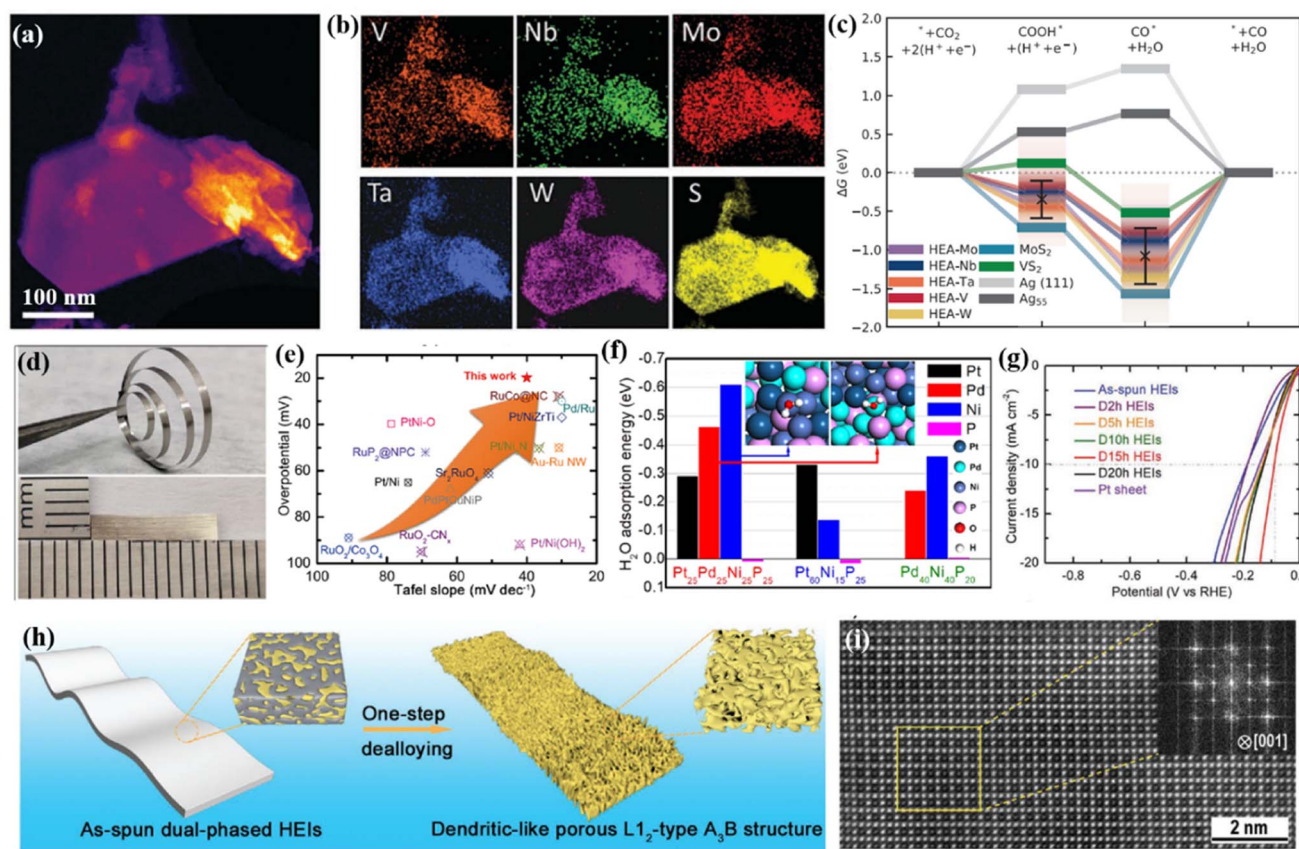 (a)
100 nm
(b)
V
Nb
Mo
Ta
W
S
(c)
*+CO₂
+2(H⁺+e⁻)
COOH*
+(H⁺+e⁻)
CO*
+H₂O
*+CO
+H₂O
2.0
1.5
1.0
0.5
0.0
-0.5
-1.0
-1.5
-2.0
ΔG (eV)
HEA-Mo
HEA-Nb
HEA-Ta
HEA-V
HEA-W
MoS₂
VS₂
Ag (111)
Ag₅₅
(d)
mm
(e)
This work
RuCo@NC
Pd/Ru
PtNi-O
Pt/NiZrTi
RuP₂@NPC
Au-Ru NW
Pt/Ni
Sr₂RuO₄
PdPtCuNiP
RuO₂/Co₃O₄
RuO₂-CNₓ
Pt/Ni(OH)₂
Overpotential (mV)
20
40
60
80
100
100
80
60
40
20
Tafel slope (mV dec⁻¹)
(f)
-0.7
-0.6
-0.5
-0.4
-0.3
-0.2
-0.1
0.0
0.1
H₂O adsorption energy (eV)
Pt
Pd
Ni
P
Pt
Pd
Ni
P
O
H
Pt₂₅Pd₂₅Ni₂₅P₂₅
Pt₆₀Ni₁₅P₂₅
Pd₄₀Ni₄₀P₂₀
(g)
0
-5
-10
-15
-20
Current density (mA cm⁻²)
As-spun HEIs
D2h HEIs
D5h HEIs
D10h HEIs
D15h HEIs
D20h HEIs
Pt sheet
-0.8
-0.6
-0.4
-0.2
0.0
Potential (V vs RHE)
(h)
One-step
dealloying
As-spun dual-phased HEIs
Dendritic-like porous L1₂-type A₃B structure
(i)
⊗[001]
2 nm